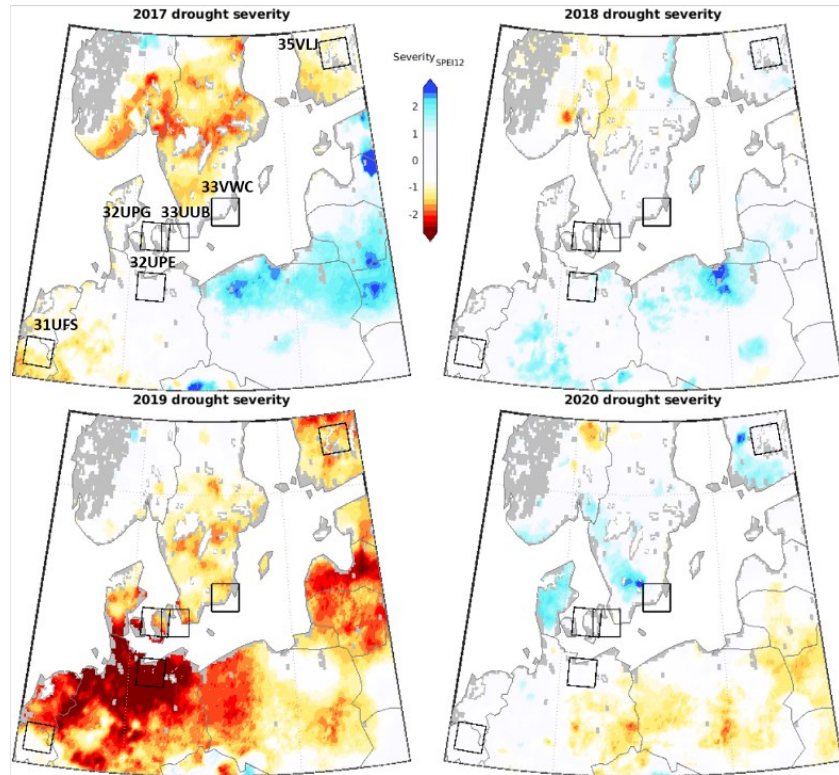 2017 drought severity
2018 drought severity
35VLJ
Severity SPEI12
2
1
0
-1
-2
33VWC
32UPG 33UUB
32UPE
31UFS
2019 drought severity
2020 drought severity